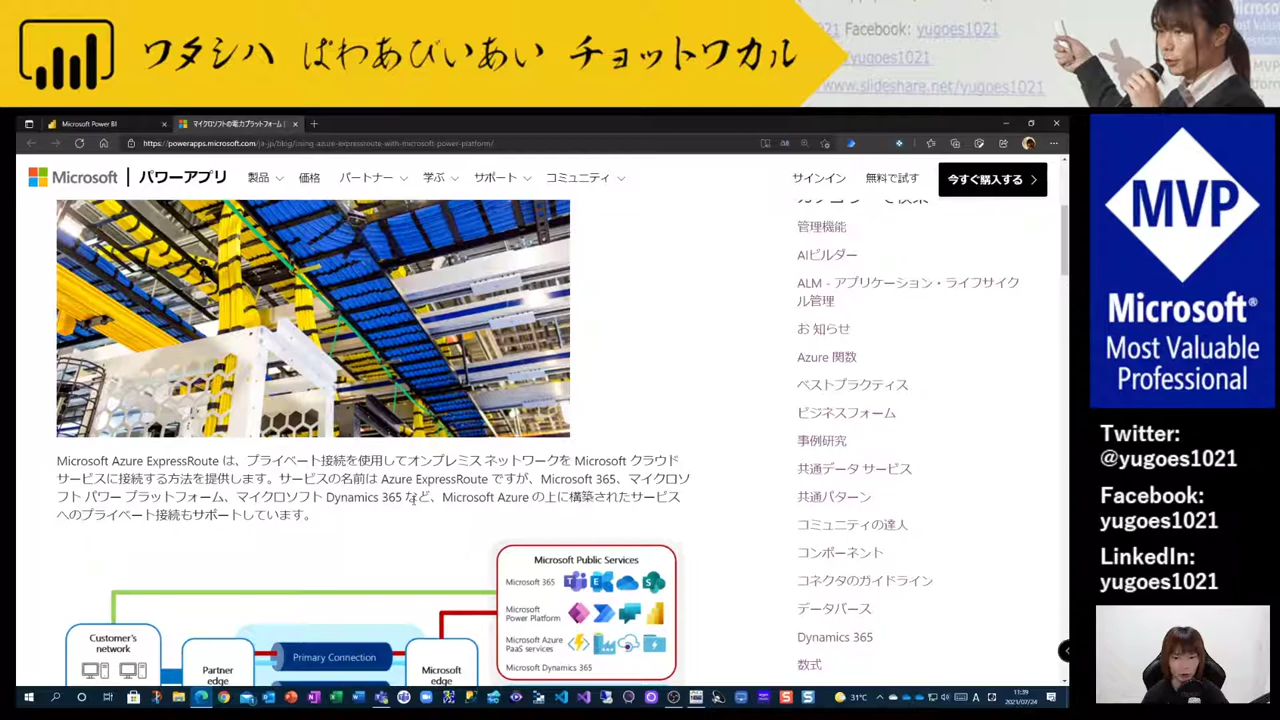 ワタシハ ぱわあびいあい チョットワカル
1021 Facebook: yugoes1021
/yugoes1021
www.slideshare.net/yugoes1021
Microsoft Power BI
マイクロソフトの電力プラットフォーム
https://powerapps.microsoft.com/ja-jp/blog/using-azure-expressroute-with-microsoft-power-platform/
Microsoft
パワーアプリ
製品
価格
パートナー
学ぶ
サポート
コミュニティ
サインイン
無料で試す
今すぐ購入する
管理機能
AIビルダー
ALM - アプリケーション・ライフサイク
ル管理
お 知らせ
Azure 関数
ベストプラクティス
ビジネスフォーム
事例研究
共通データ サービス
共通パターン
コミュニティの達人
コンポーネント
コネクタのガイドライン
データベース
Dynamics 365
数式
Microsoft Azure ExpressRoute は、プライベート接続を使用してオンプレミス ネットワークを Microsoft クラウド
サービスに接続する方法を提供します。サービスの名前は Azure ExpressRoute ですが、Microsoft 365、マイクロソ
フト パワー プラットフォーム、マイクロソフト Dynamics 365 など、Microsoft Azure の上に構築されたサービス
へのプライベート接続もサポートしています。
Microsoft Public Services
Microsoft 365
Microsoft
Power Platform
Microsoft Azure
PaaS services
Microsoft Dynamics 365
Customer's
network
Partner
edge
Primary Connection
Microsoft
edge
31°C
A
11:39
2021/07/24
MVP
Microsoft®
Most Valuable
Professional
Twitter:
@yugoes1021
Facebook:
yugoes1021
LinkedIn:
yugoes1021